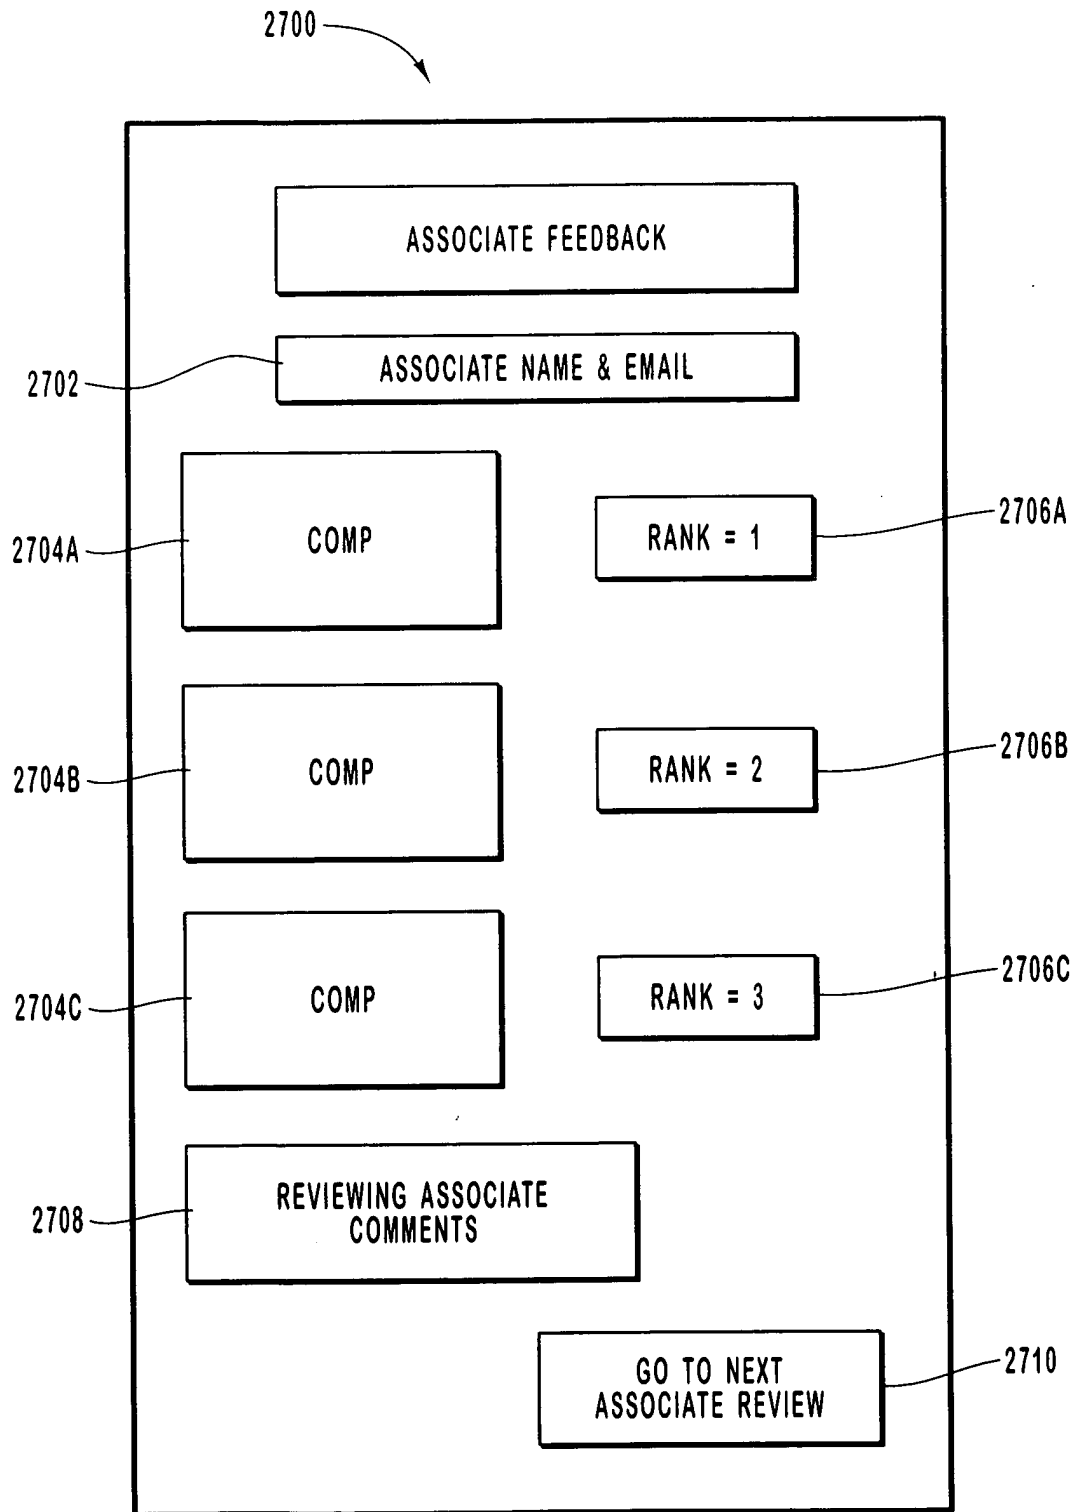 2700
ASSOCIATE FEEDBACK
2702
ASSOCIATE NAME & EMAIL
2704A
COMP
RANK = 1
2706A
2704B
COMP
RANK = 2
2706B
2704C
COMP
RANK = 3
2706C
2708
REVIEWING ASSOCIATE
COMMENTS
GO TO NEXT
ASSOCIATE REVIEW
2710